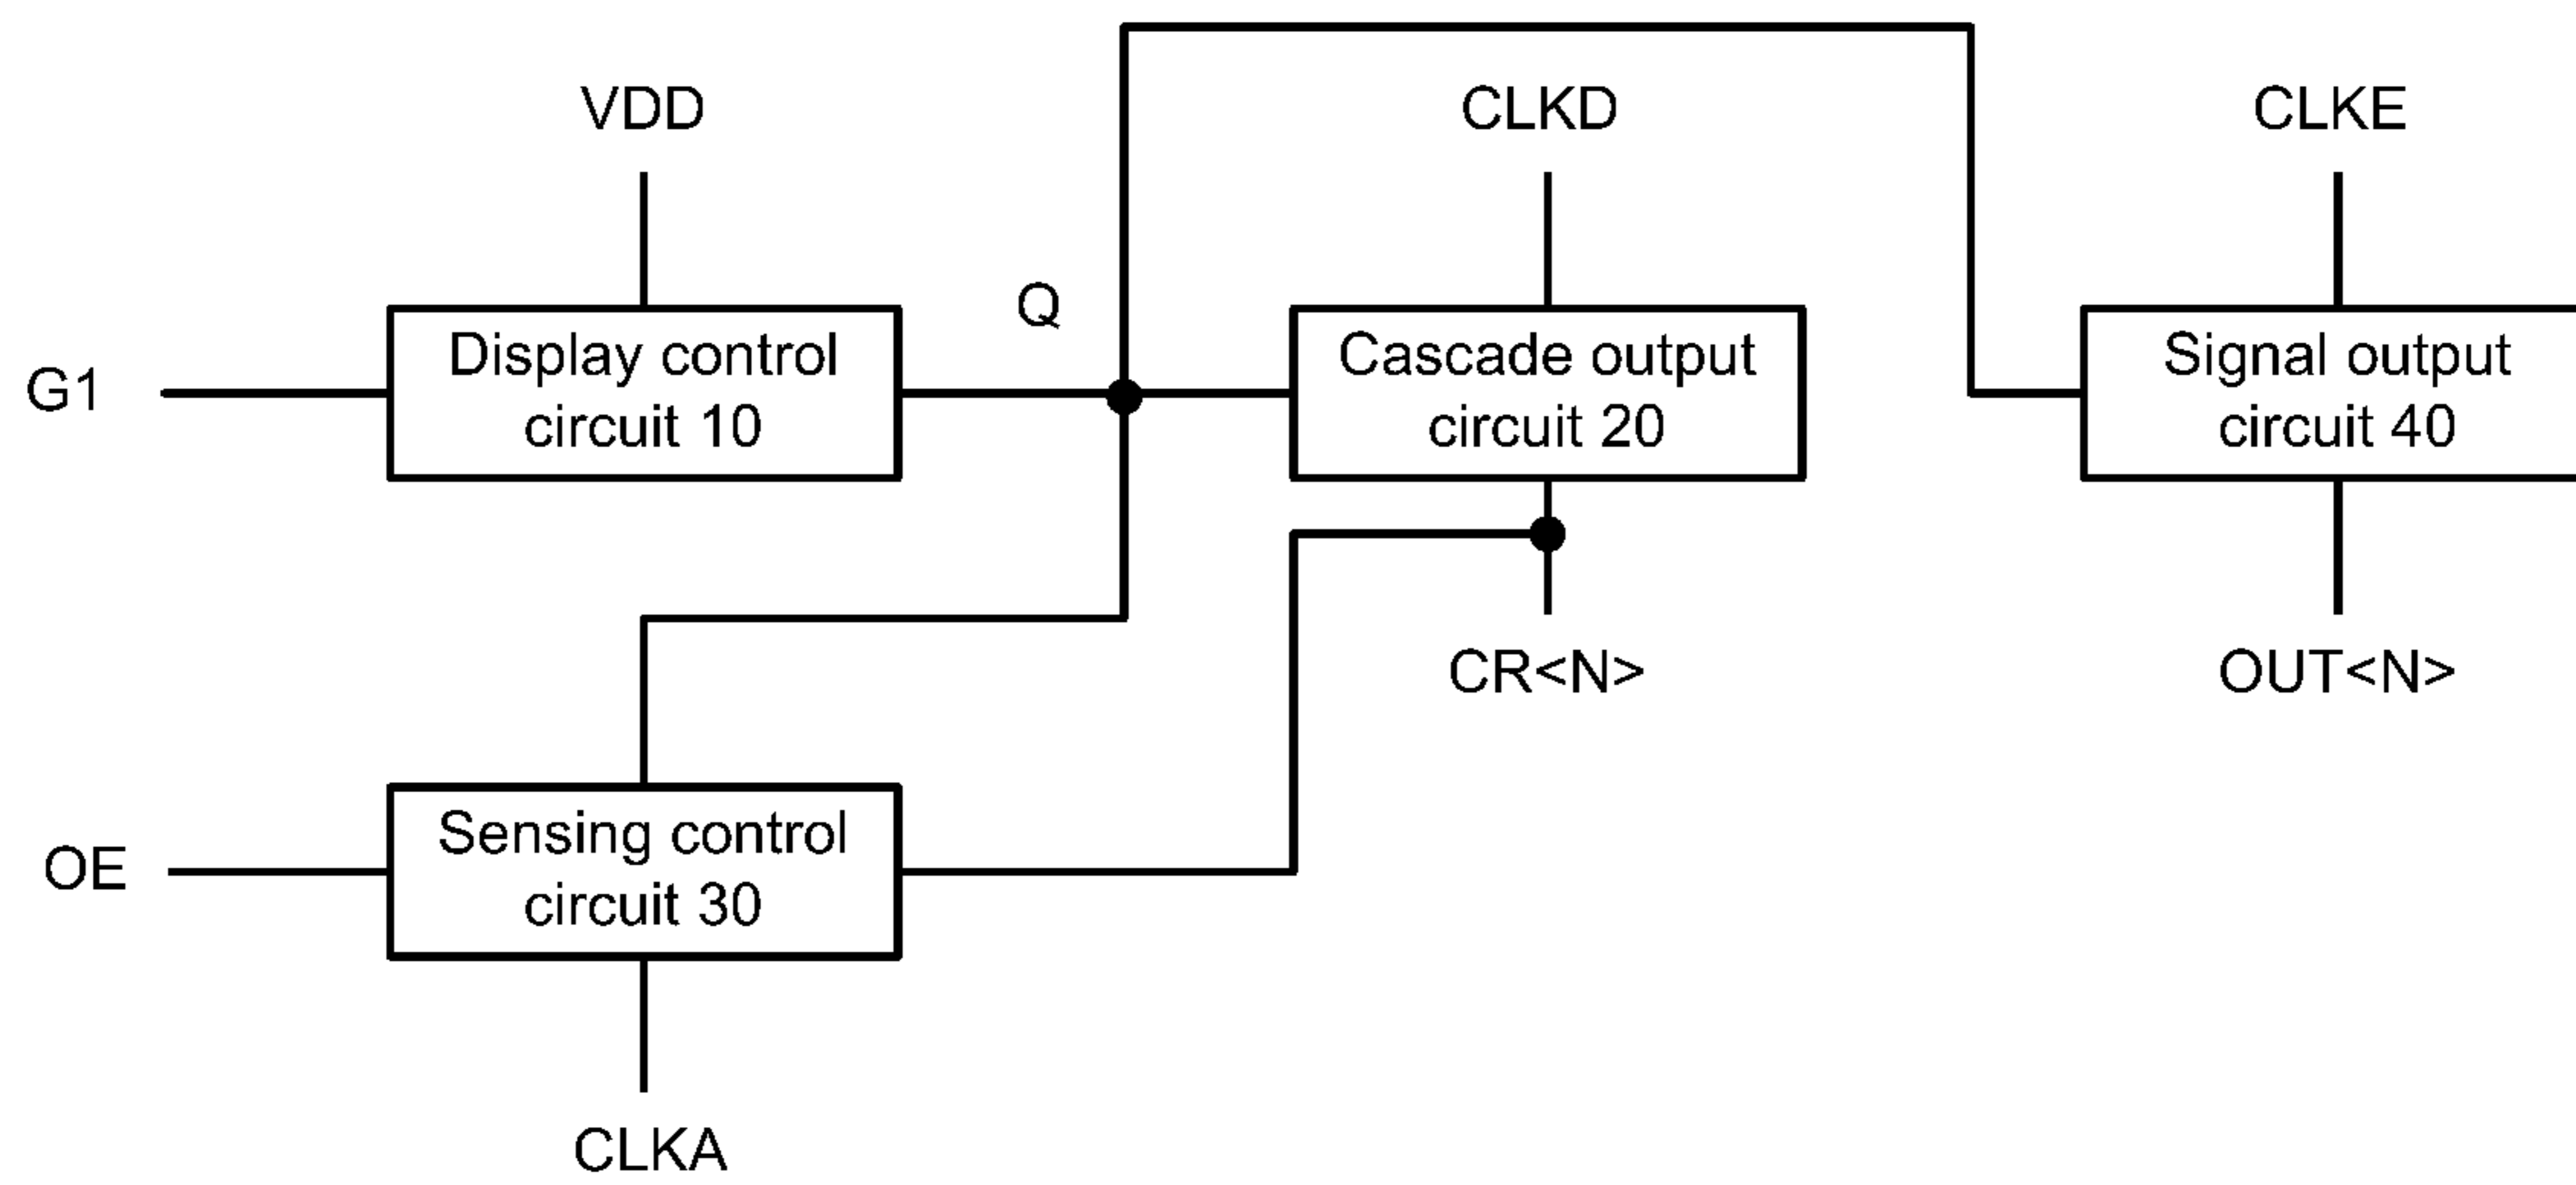 VDD
CLKD
CLKE
Q
G1
Display control
circuit 10
Cascade output
circuit 20
Signal output
circuit 40
CR<N>
OUT<N>
OE
Sensing control
circuit 30
CLKA